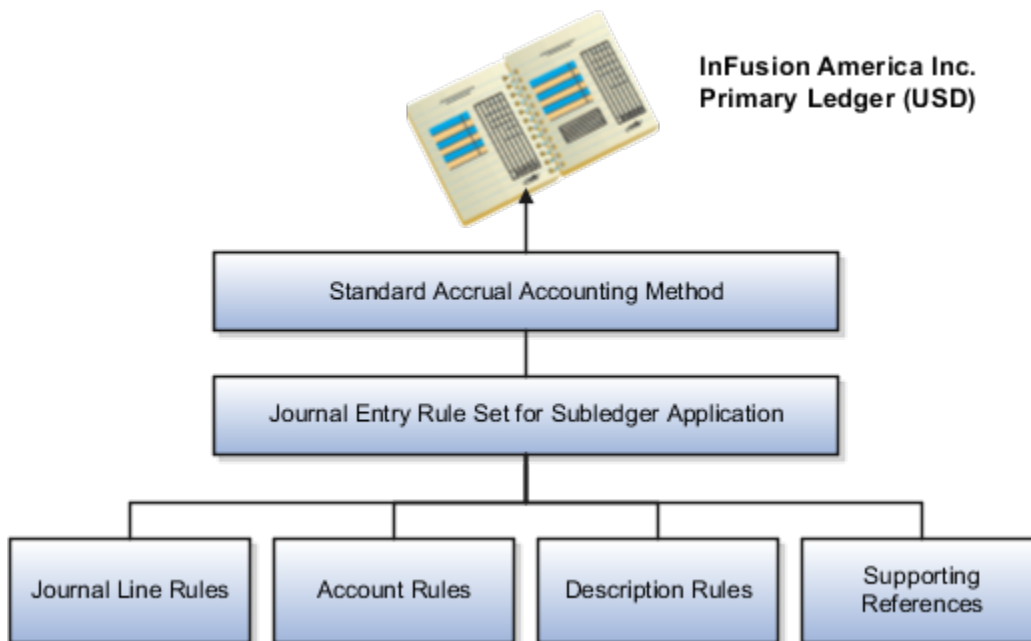 InFusion America Inc.
Primary Ledger (USD)
Standard Accrual Accounting Method
Journal Entry Rule Set for Subledger Application
Journal Line Rules
Account Rules
Description Rules
Supporting
References